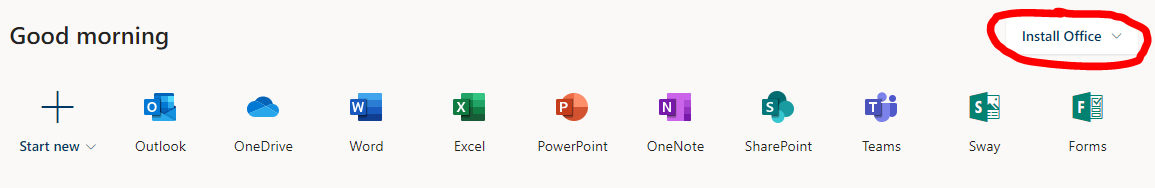 Good morning
Install Office
Start new
Outlook
OneDrive
Word
Excel
PowerPoint
OneNote
SharePoint
Teams
Sway
Forms